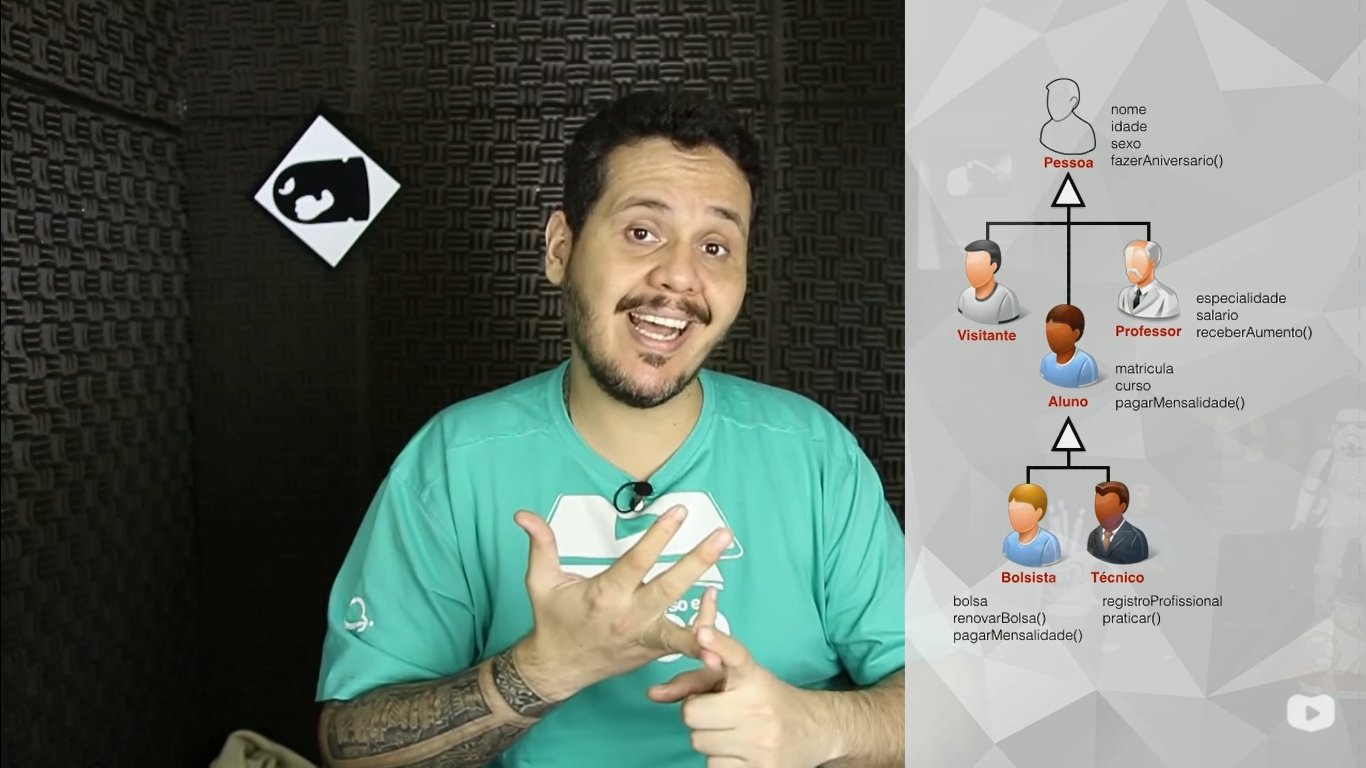 nome
idade
sexo
fazerAniversario()
Pessoa
Visitante
Professor
especialidade
salario
receberAumento()
Aluno
matricula
curso
pagarMensalidade()
Bolsista
Técnico
bolsa
renovarBolsa()
pagarMensalidade()
registroProfissional
praticar()